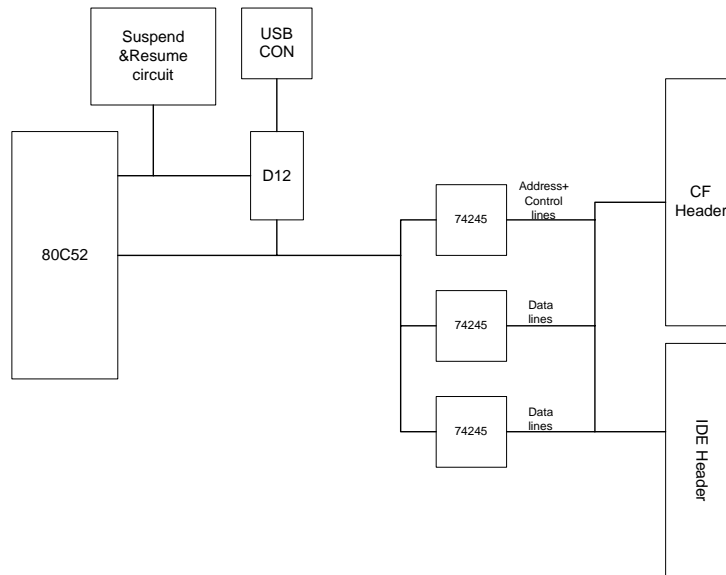 Suspend
&Resume
circuit
USB
CON
D12
80C52
74245
Address+
Control
lines
CF
Header
74245
Data
lines
74245
Data
lines
IDE Header